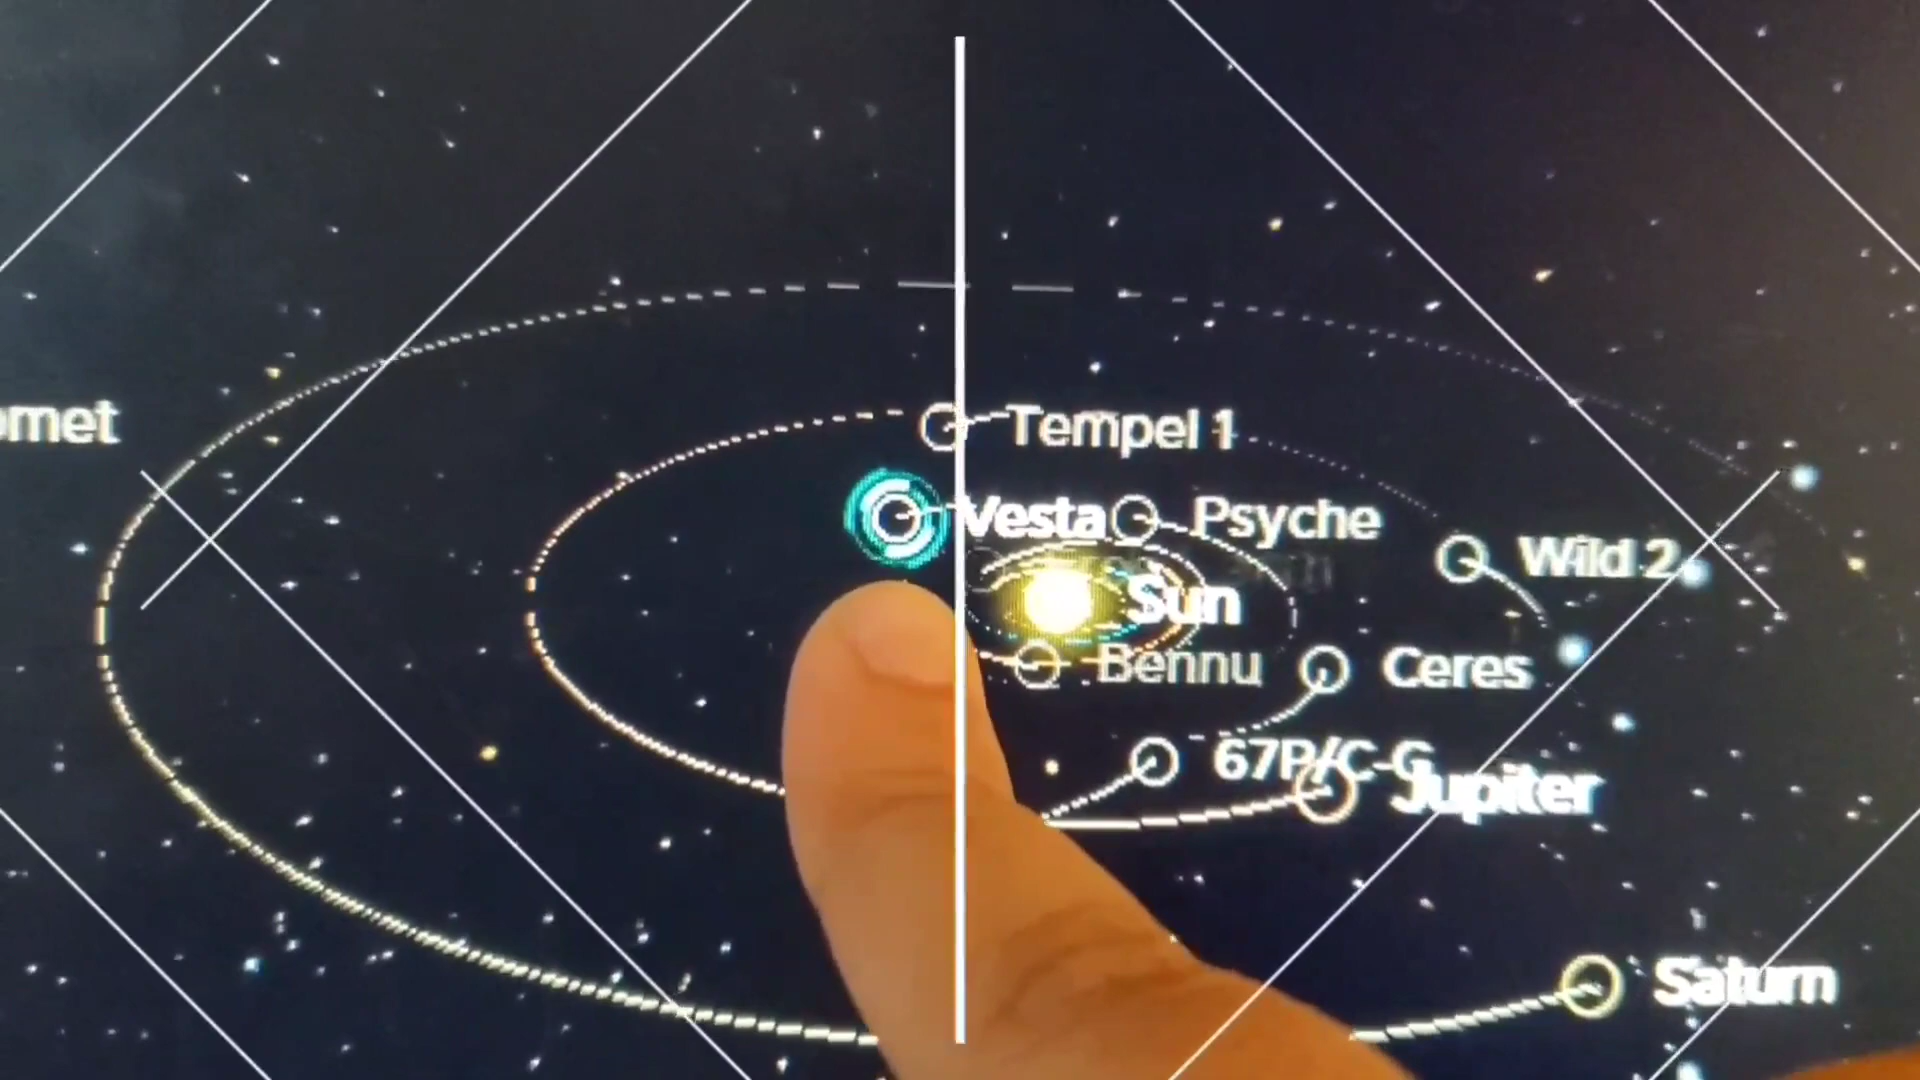 omet
Tempel 1
Vesta
Psyche
Wild 2
Sun
Bennu
Ceres
67P/C-G
Jupiter
Saturn